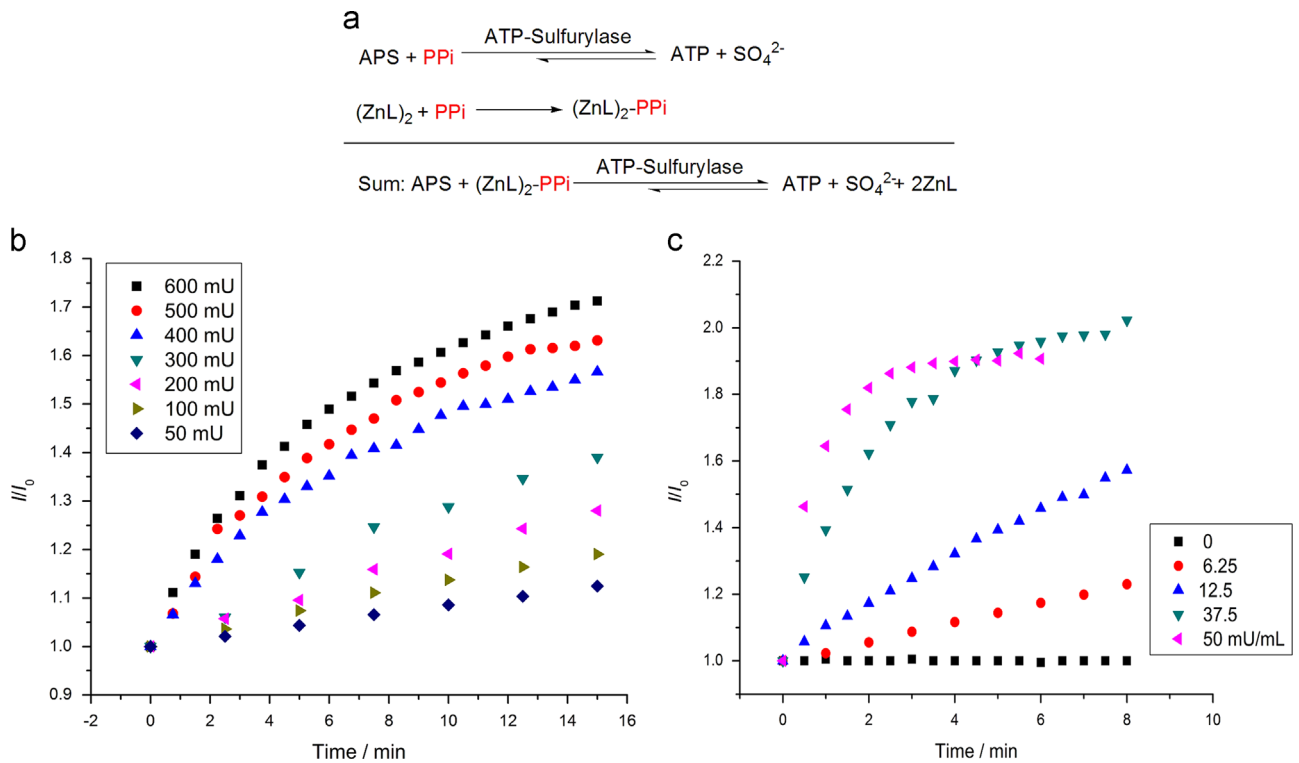 a
APS + PPi ATP-Sulfurylase ATP + SO₄²⁻
(ZnL)₂ + PPi (ZnL)₂-PPi
Sum: APS + (ZnL)₂-PPi ATP-Sulfurylase ATP + SO₄²⁻+ 2ZnL
b
1.8
1.7
1.6
1.5
1.4
1.3
1.2
1.1
1.0
0.9
I/I₀
600 mU
500 mU
400 mU
300 mU
200 mU
100 mU
50 mU
-2 0 2 4 6 8 10 12 14 16
Time / min
c
2.2
2.0
1.8
1.6
1.4
1.2
1.0
I/I₀
0
6.25
12.5
37.5
50 mU/mL
0 2 4 6 8 10
Time / min